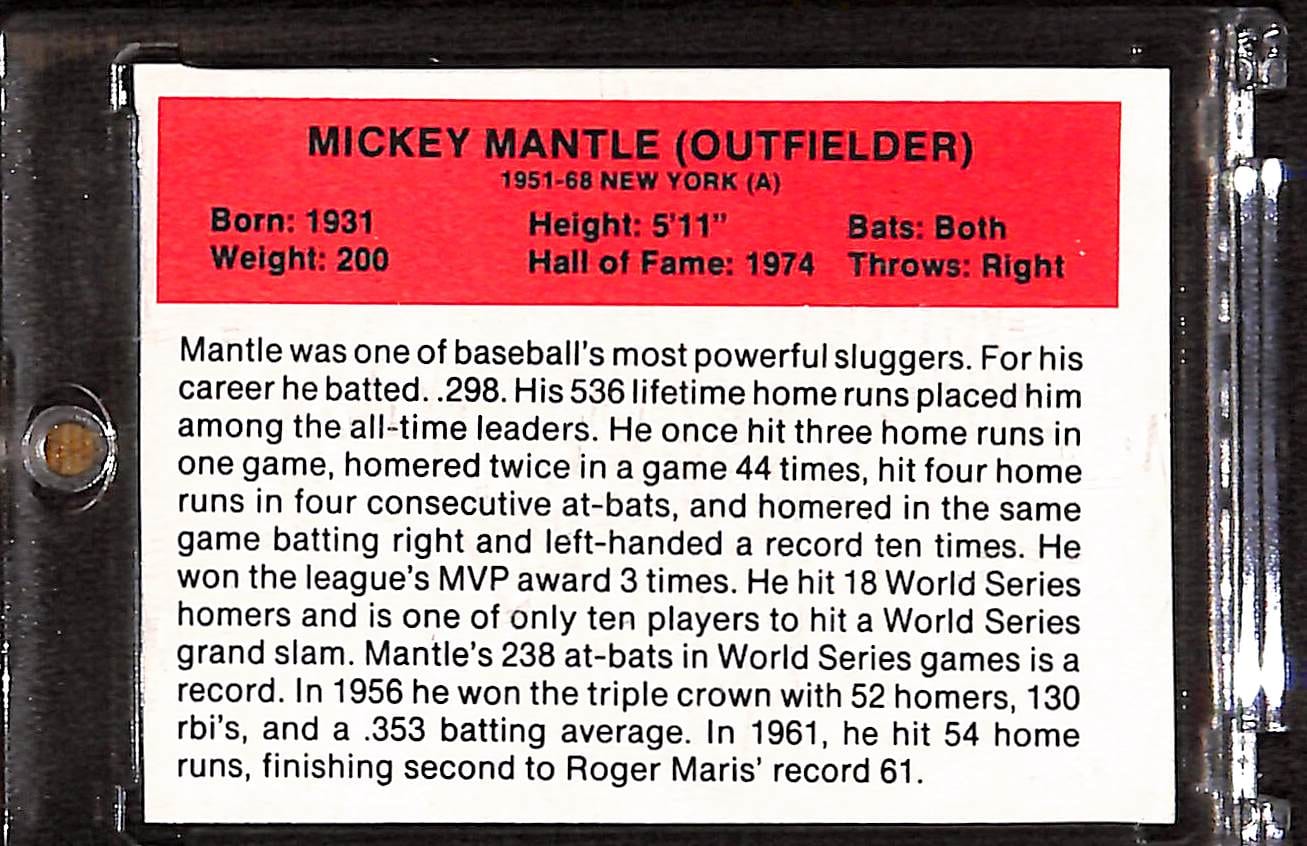 MICKEY MANTLE (OUTFIELDER)
1951-68 NEW YORK (A)
Born: 1931 Height: 5'11" Bats: Both
Weight: 200 Hall of Fame: 1974 Throws: Right
Mantle was one of baseball's most powerful sluggers. For his
career he batted. .298. His 536 lifetime home runs placed him
among the all-time leaders. He once hit three home runs in
one game, homered twice in a game 44 times, hit four home
runs in four consecutive at-bats, and homered in the same
game batting right and left-handed a record ten times. He
won the league's MVP award 3 times. He hit 18 World Series
homers and is one of only ten players to hit a World Series
grand slam. Mantle's 238 at-bats in World Series games is a
record. In 1956 he won the triple crown with 52 homers, 130
rbi's, and a .353 batting average. In 1961, he hit 54 home
runs, finishing second to Roger Maris' record 61.